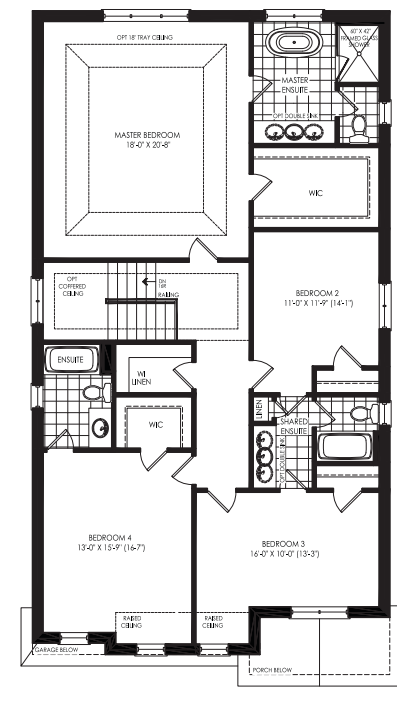 OPT 18' TRAY CEILING
60" X 42"
FRAMED GLASS
SHOWER
MASTER
ENSUITE
OPT DOUBLE SINK
MASTER BEDROOM
18'-0" X 20'-8"
WIC
OPT
COFFERED
CEILING
DN
16R
RAILING
BEDROOM 2
11'-0" X 11'-9" (14'-1")
ENSUITE
W/I
LINEN
WIC
LINEN
SHARED
ENSUITE
OPT DOUBLE SINK
BEDROOM 4
13'-0" X 15'-9" (16-7")
BEDROOM 3
16'-0" X 10'-0" (13'-3")
RAISED
CEILING
RAISED
CEILING
GARAGE BELOW
PORCH BELOW